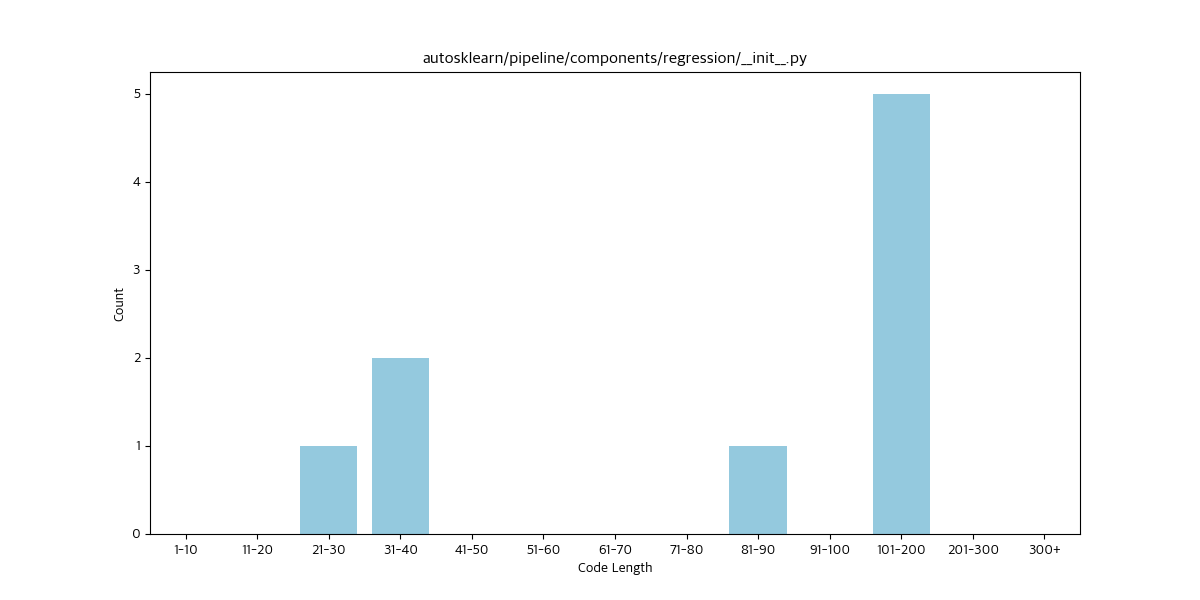 autosklearn/pipeline/components/regression/__init__.py
Count
5
4
3
2
1
0
1-10 11-20 21-30 31-40 41-50 51-60 61-70 71-80 81-90 91-100 101-200 201-300 300+
Code Length